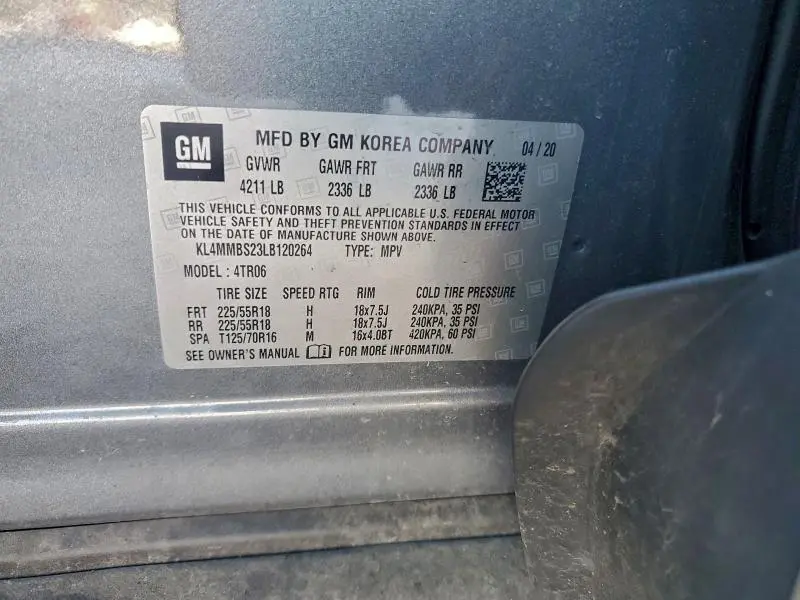 GM MFD BY GM KOREA COMPANY 04 / 20
GVWR GAWR FRT GAWR RR
4211 LB 2336 LB 2336 LB
THIS VEHICLE CONFORMS TO ALL APPLICABLE U.S. FEDERAL MOTOR
VEHICLE SAFETY AND THEFT PREVENTION STANDARDS IN EFFECT
ON THE DATE OF MANUFACTURE SHOWN ABOVE.
KL4MMBS23LB120264 TYPE: MPV
MODEL : 4TR06
TIRE SIZE SPEED RTG RIM COLD TIRE PRESSURE
FRT 225/55R18 H 18x7.5J 240KPA, 35 PSI
RR 225/55R18 H 18x7.5J 240KPA, 35 PSI
SPA T125/70R16 M 16x4.0BT 420KPA, 60 PSI
SEE OWNER'S MANUAL FOR MORE INFORMATION.